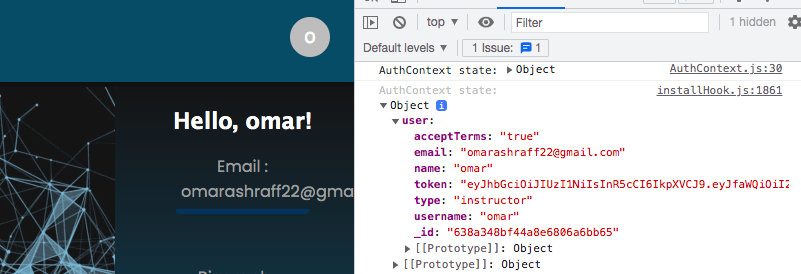 O
Hello, omar!
Email :
omarashraff22@gma
top
Filter
1 hidden
Default levels
1 Issue: 1
AuthContext state: Object
AuthContext.js:30
AuthContext state:
installHook.js:1861
Object i
user:
acceptTerms: "true"
email: "omarashraff22@gmail.com"
name: "omar"
token: "eyJhbGciOiJIUzI1NiIsInR5cCI6IkpXVCJ9.eyJfaWQiOiI2
type: "instructor"
username: "omar"
_id: "638a348bf44a8e6806a6bb65"
[[Prototype]]: Object
[[Prototype]]: Object